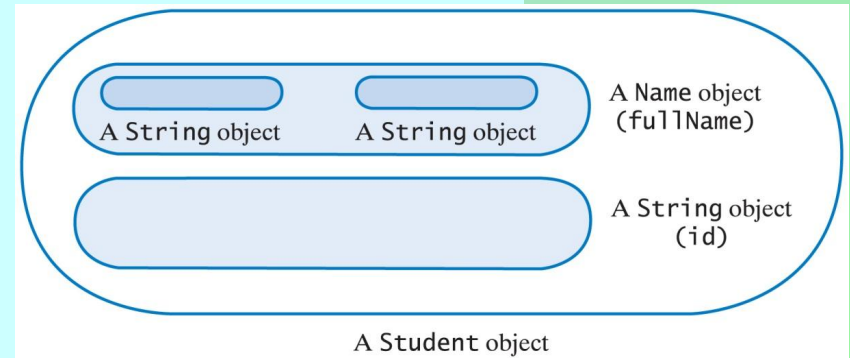 A Name object
(fullName)
A String object
A String object
A String object
(id)
A Student object